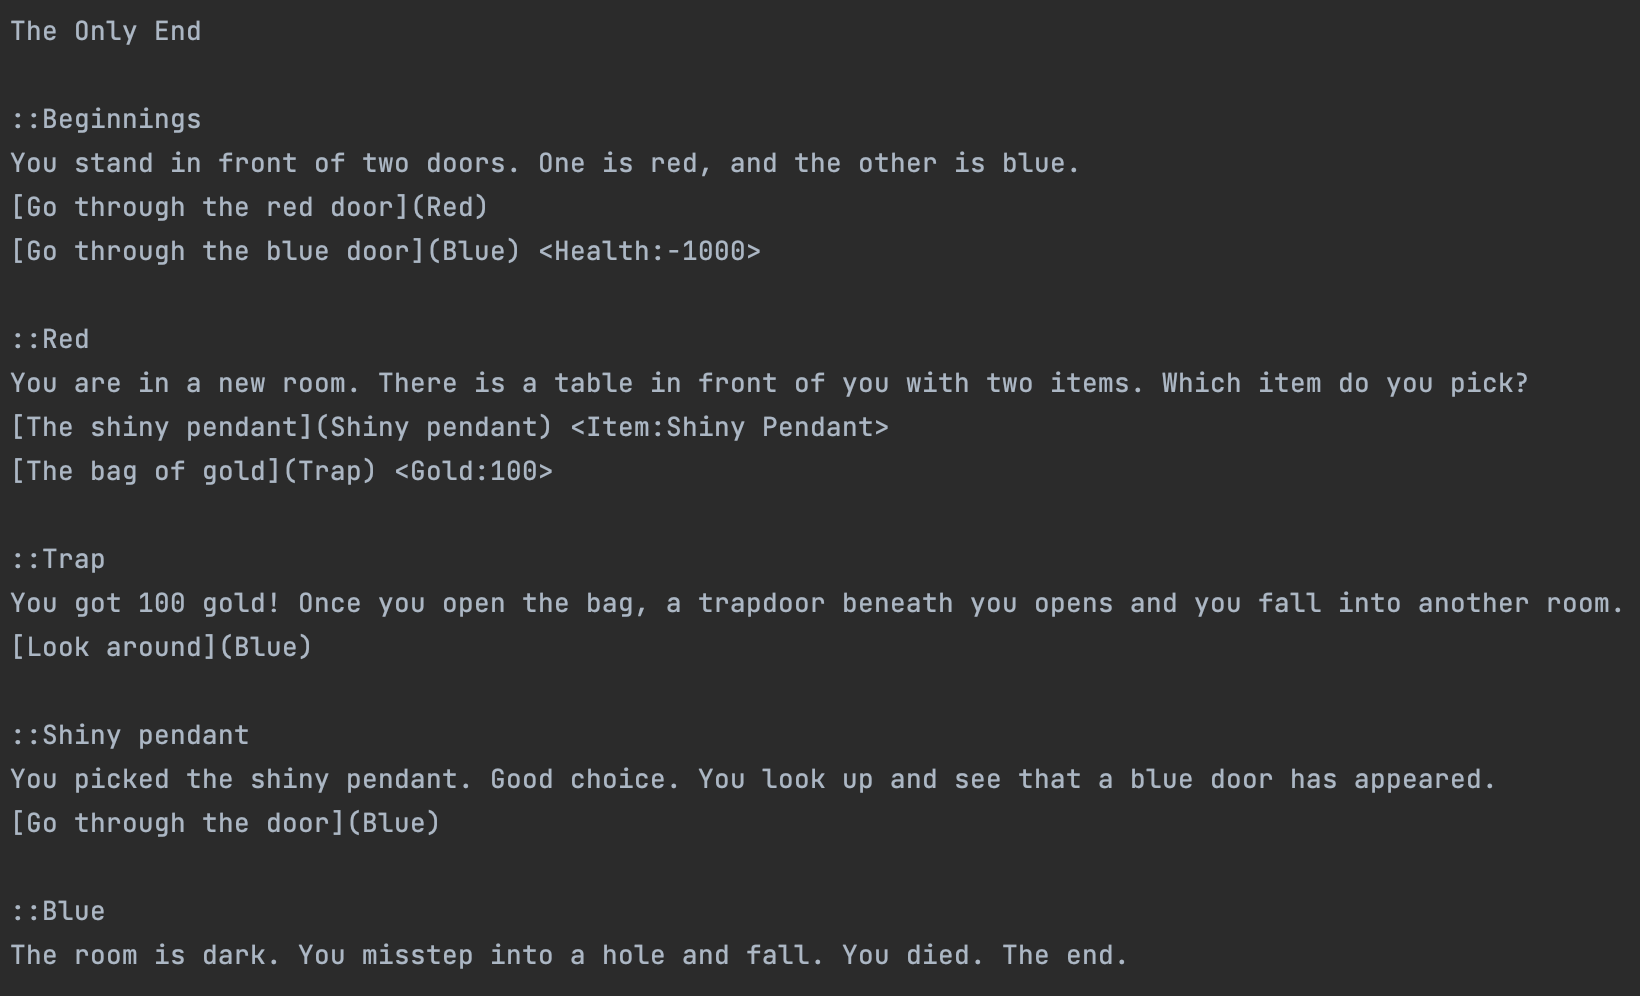 The Only End
::Beginnings
You stand in front of two doors. One is red, and the other is blue.
[Go through the red door](Red)
[Go through the blue door](Blue) <Health:-1000>
::Red
You are in a new room. There is a table in front of you with two items. Which item do you pick?
[The shiny pendant](Shiny pendant) <Item:Shiny Pendant>
[The bag of gold](Trap) <Gold:100>
::Trap
You got 100 gold! Once you open the bag, a trapdoor beneath you opens and you fall into another room.
[Look around](Blue)
::Shiny pendant
You picked the shiny pendant. Good choice. You look up and see that a blue door has appeared.
[Go through the door](Blue)
::Blue
The room is dark. You misstep into a hole and fall. You died. The end.